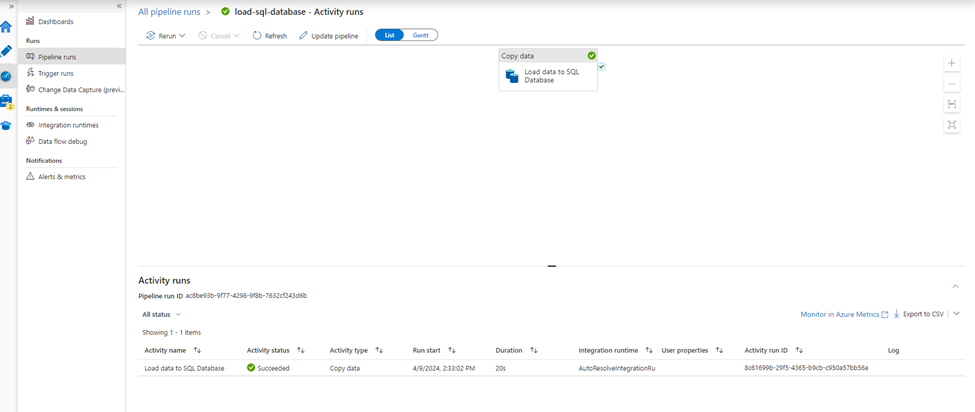 All pipeline runs > load-sql-database - Activity runs
Dashboards
Runs
Pipeline runs
Trigger runs
Change Data Capture (previ...
Runtimes & sessions
Integration runtimes
Data flow debug
Notifications
Alerts & metrics
Rerun Cancel Refresh Update pipeline List Gantt
Copy data
Load data to SQL
Database
Activity runs
Pipeline run ID ac8be93b-9f77-4298-9f8b-7632cf243d6b
All status
Monitor in Azure Metrics Export to CSV
Showing 1 - 1 items
Activity name Activity status Activity type Run start Duration Integration runtime User properties Activity run ID Log
Load data to SQL Database Succeeded Copy data 4/9/2024, 2:33:02 PM 20s AutoResolveIntegrationRu 8c61699b-29f5-4365-b9cb-c950a57bb56a